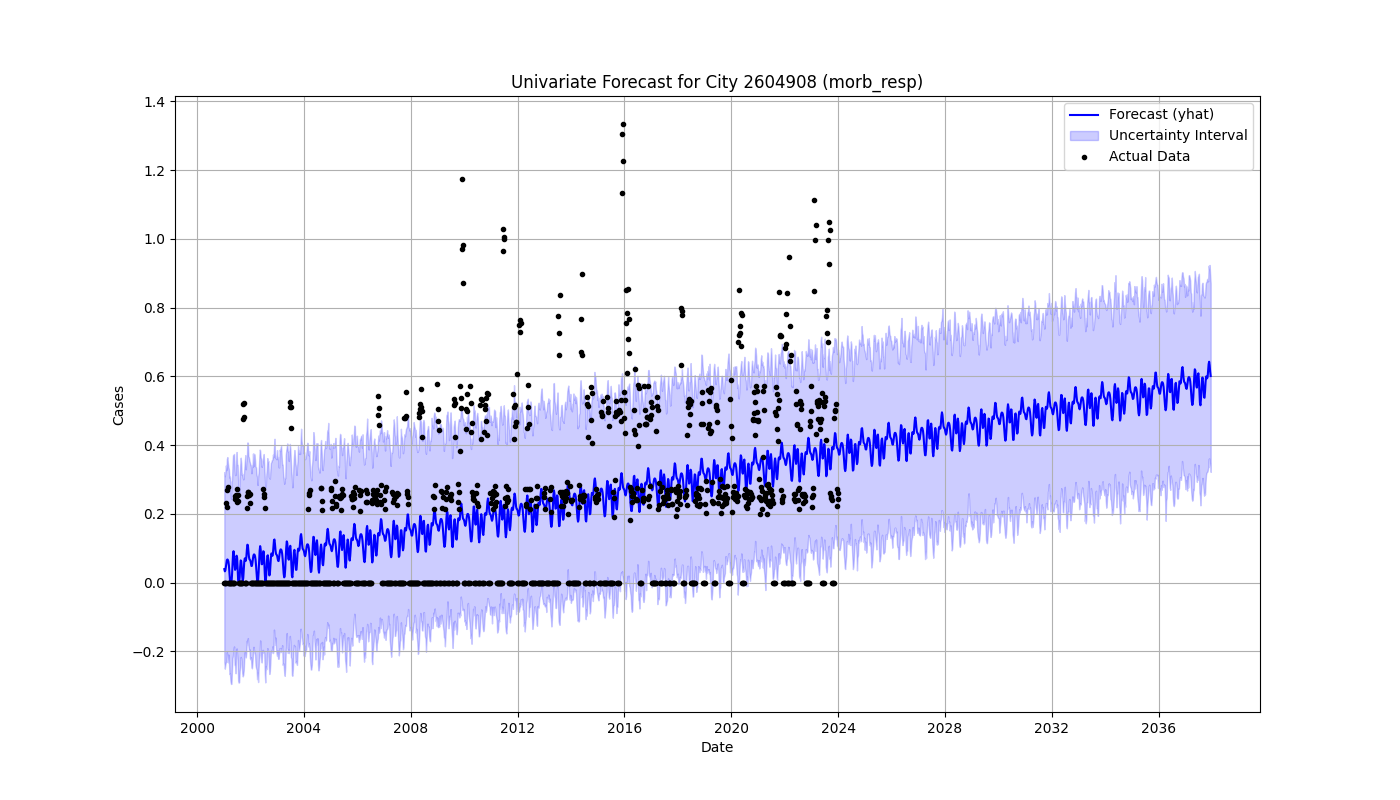 Univariate Forecast for City 2604908 (morb_resp)
Forecast (yhat)
Uncertainty Interval
Actual Data
Cases
1.4
1.2
1.0
0.8
0.6
0.4
0.2
0.0
−0.2
2000 2004 2008 2012 2016 2020 2024 2028 2032 2036
Date